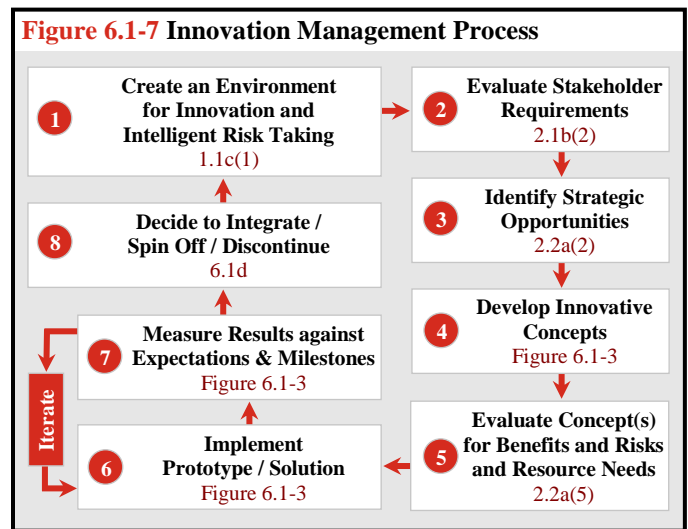 Figure 6.1-7 Innovation Management Process
1
Create an Environment
for Innovation and
Intelligent Risk Taking
1.1c(1)
2
Evaluate Stakeholder
Requirements
2.1b(2)
3
Identify Strategic
Opportunities
2.2a(2)
4
Develop Innovative
Concepts
Figure 6.1-3
5
Evaluate Concept(s)
for Benefits and Risks
and Resource Needs
2.2a(5)
6
Implement
Prototype / Solution
Figure 6.1-3
7
Measure Results against
Expectations & Milestones
Figure 6.1-3
Iterate
8
Decide to Integrate /
Spin Off / Discontinue
6.1d